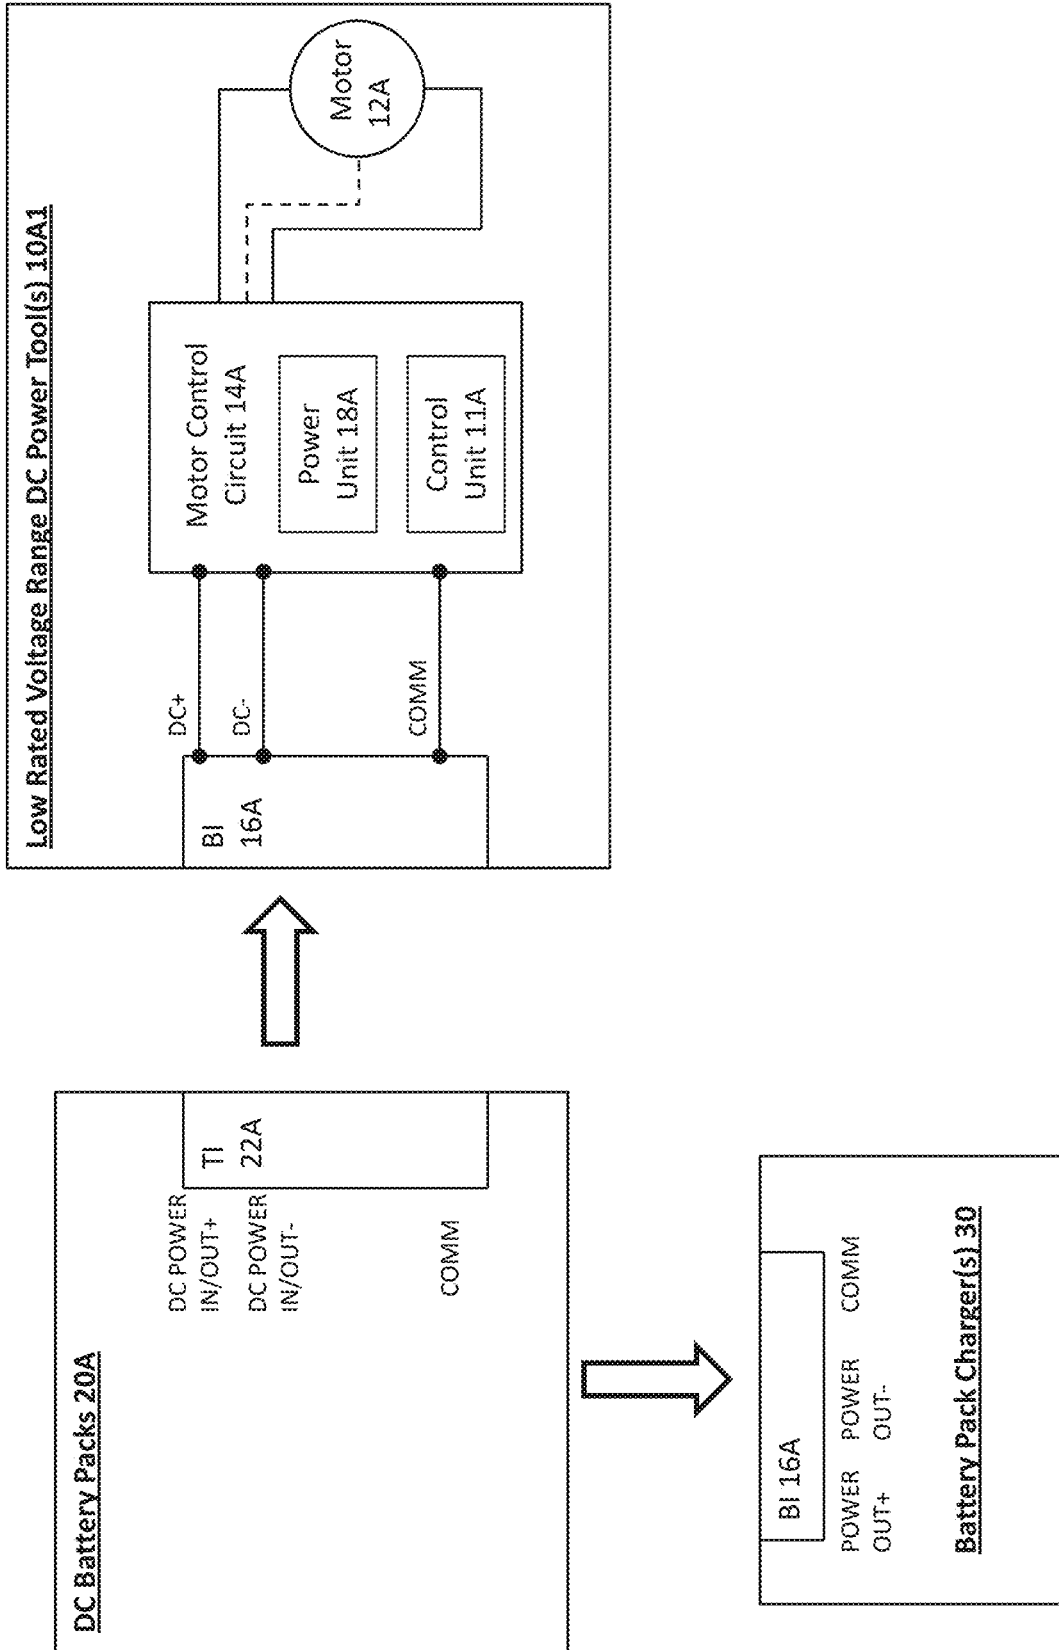 DC Battery Packs 20A
DC POWER
IN/OUT+
DC POWER
IN/OUT-
COMM
TI
22A
Low Rated Voltage Range DC Power Tool(s) 10A1
BI
16A
DC+
DC-
COMM
Motor Control
Circuit 14A
Power
Unit 18A
Control
Unit 11A
Motor
12A
BI 16A
POWER
OUT+
POWER
OUT-
COMM
Battery Pack Charger(s) 30